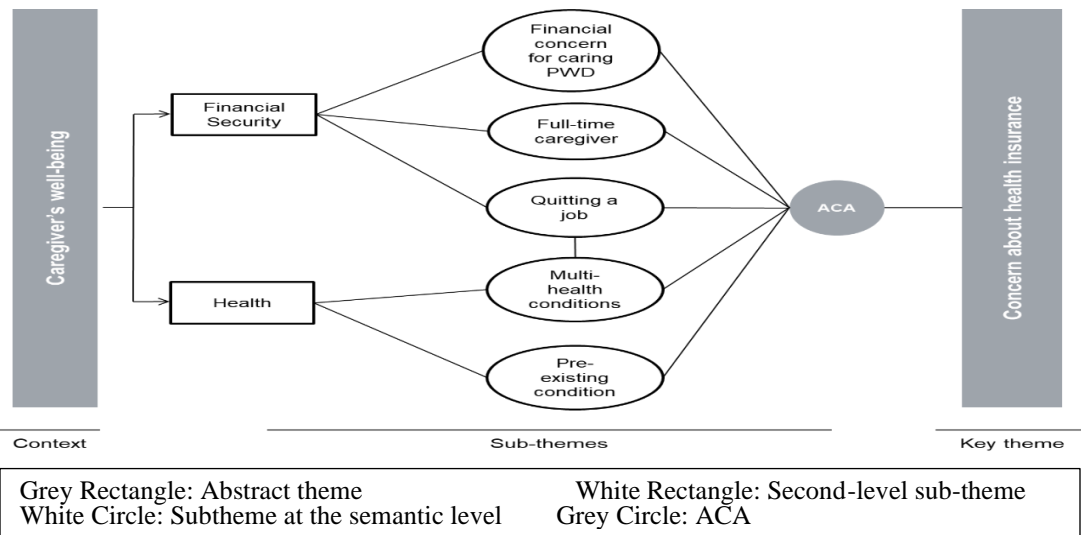 Caregiver's well-being
Financial
Security
Health
Financial
concern
for caring
PWD
Full-time
caregiver
Quitting a
job
Multi-
health
conditions
Pre-
existing
condition
ACA
Concern about health insurance
Context
Sub-themes
Key theme
Grey Rectangle: Abstract theme White Rectangle: Second-level sub-theme
White Circle: Subtheme at the semantic level Grey Circle: ACA